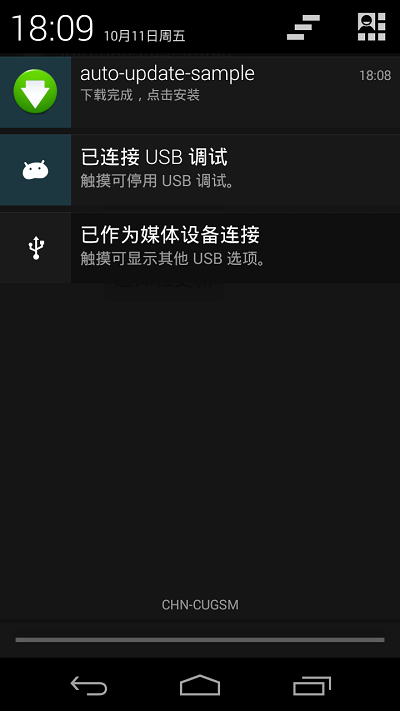 18:09 10月11日周五
auto-update-sample 18:08
下载完成，点击安装
已连接 USB 调试
触摸可停用 USB 调试。
已作为媒体设备连接
触摸可显示其他 USB 选项。
CHN-CUGSM